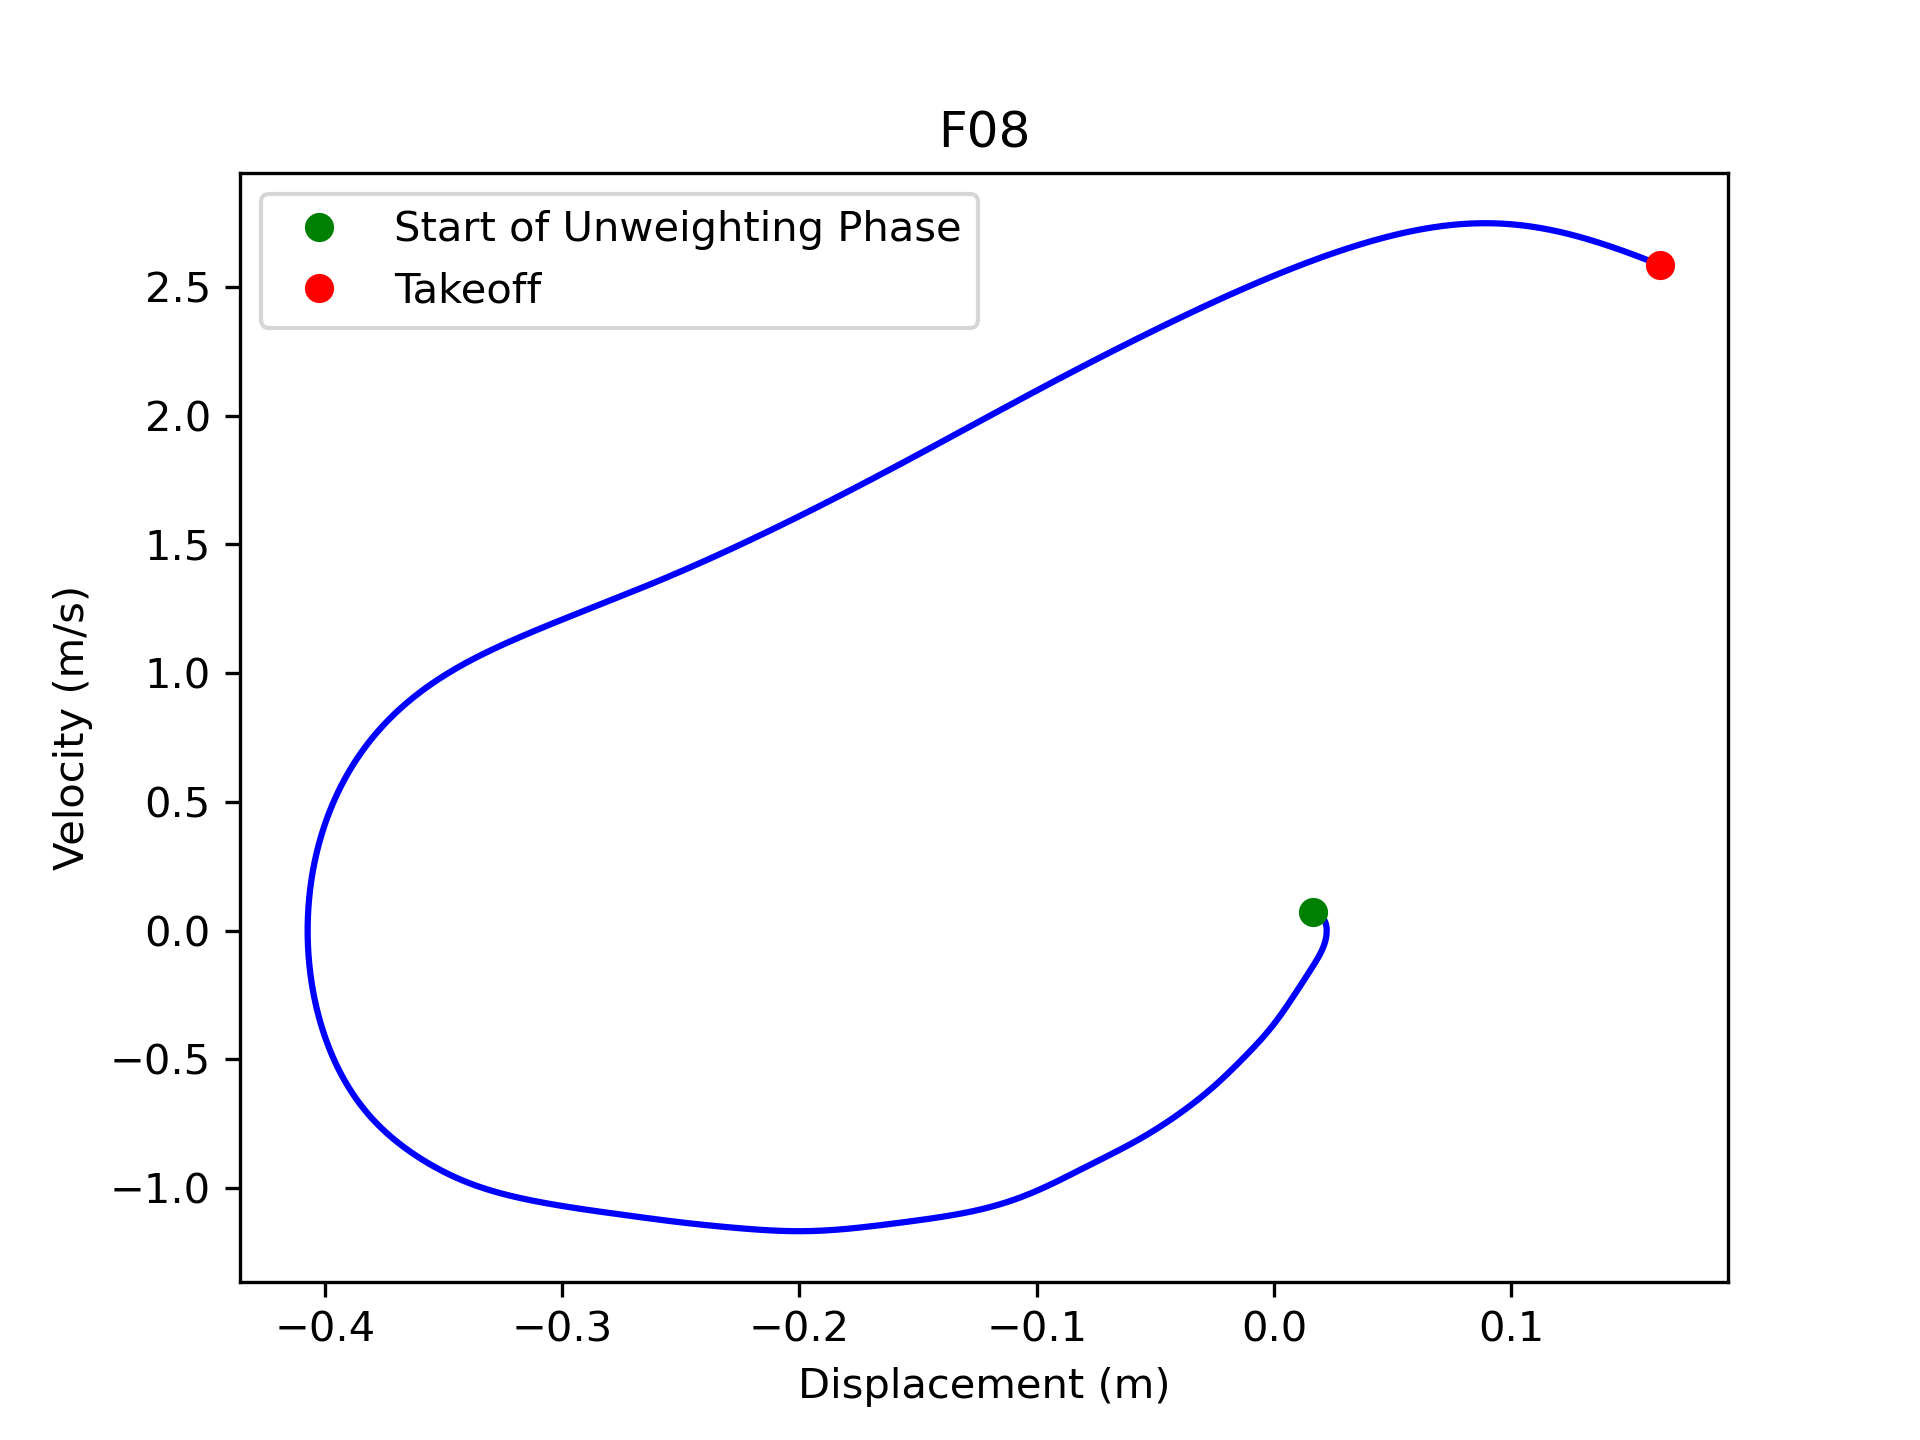 F08
Start of Unweighting Phase
Takeoff
2.5
2.0
1.5
1.0
0.5
0.0
−0.5
−1.0
Velocity (m/s)
−0.4 −0.3 −0.2 −0.1 0.0 0.1
Displacement (m)